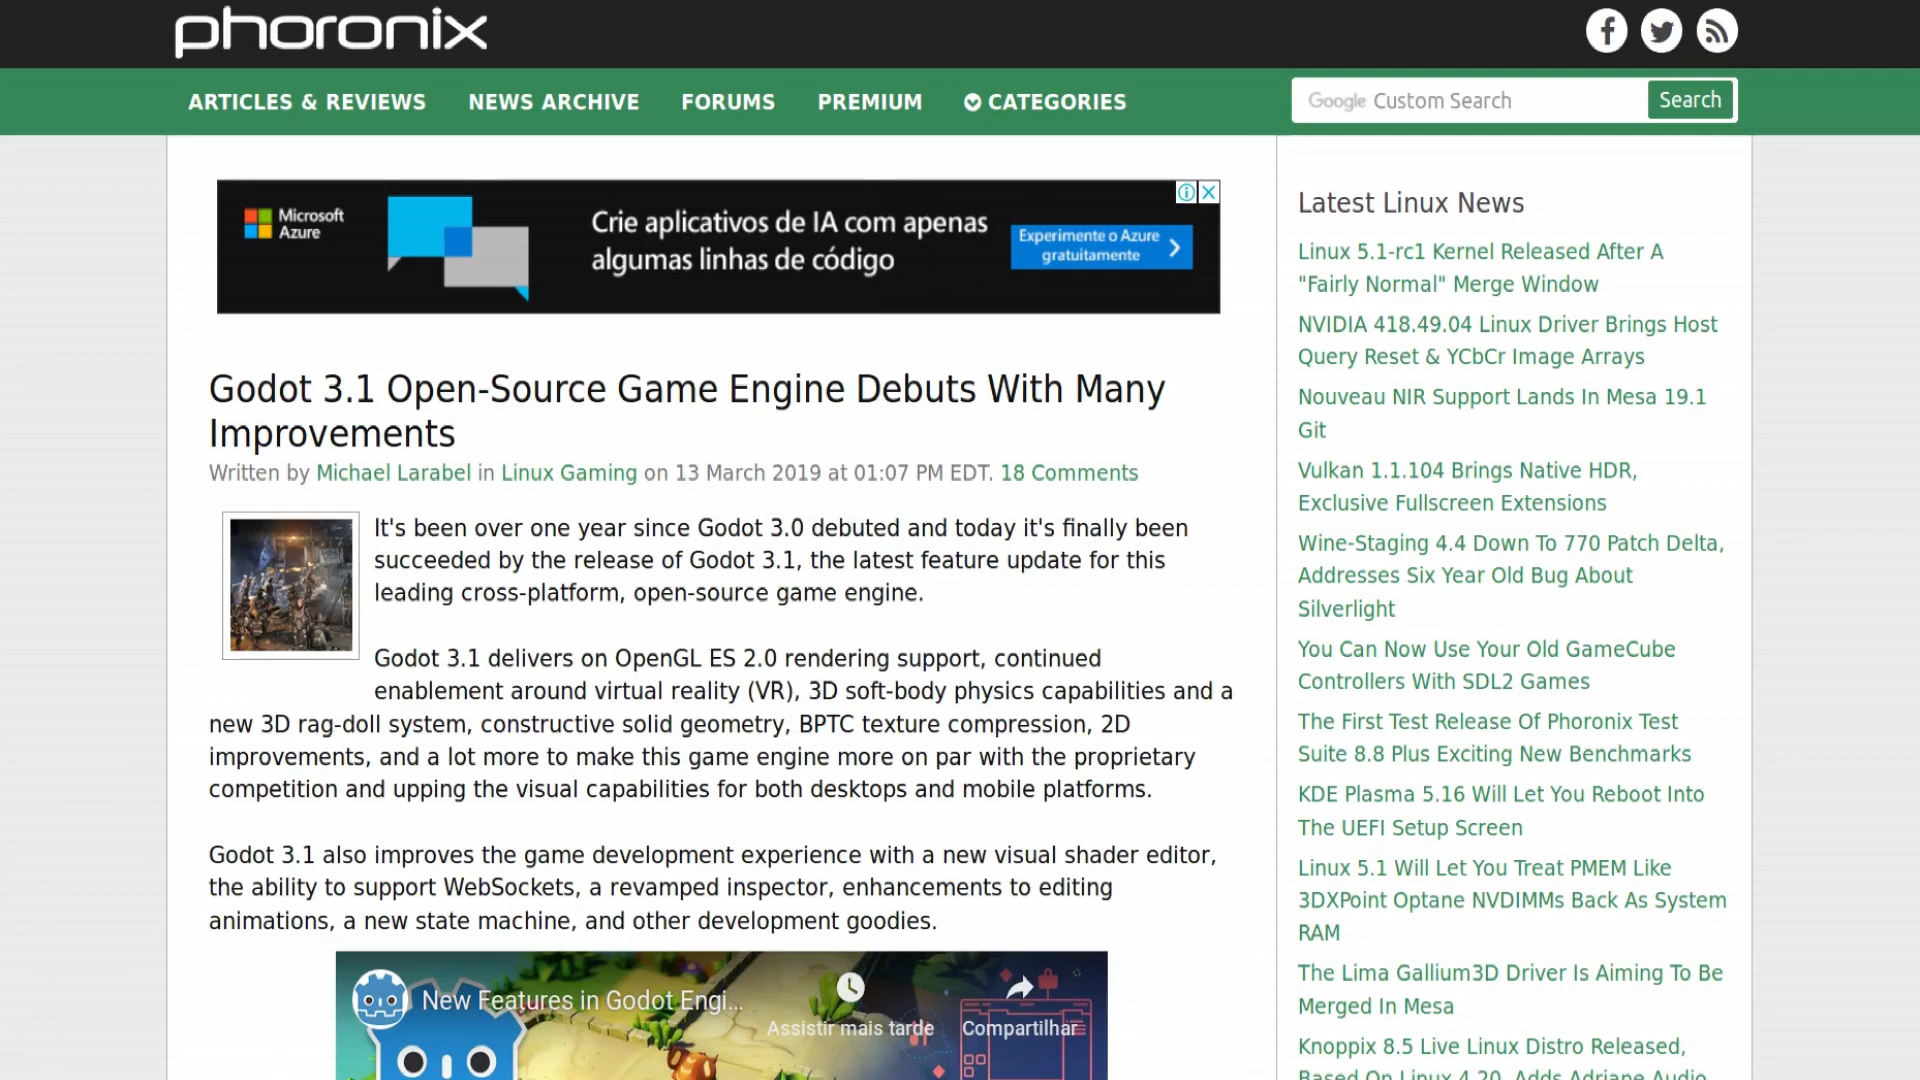 phoronix
ARTICLES & REVIEWS
NEWS ARCHIVE
FORUMS
PREMIUM
CATEGORIES
Google Custom Search
Search
Microsoft
Azure
Crie aplicativos de IA com apenas
algumas linhas de código
Experimente o Azure
gratuitamente
Godot 3.1 Open-Source Game Engine Debuts With Many
Improvements
Written by Michael Larabel in Linux Gaming on 13 March 2019 at 01:07 PM EDT. 18 Comments
It's been over one year since Godot 3.0 debuted and today it's finally been
succeeded by the release of Godot 3.1, the latest feature update for this
leading cross-platform, open-source game engine.
Godot 3.1 delivers on OpenGL ES 2.0 rendering support, continued
enablement around virtual reality (VR), 3D soft-body physics capabilities and a
new 3D rag-doll system, constructive solid geometry, BPTC texture compression, 2D
improvements, and a lot more to make this game engine more on par with the proprietary
competition and upping the visual capabilities for both desktops and mobile platforms.
Godot 3.1 also improves the game development experience with a new visual shader editor,
the ability to support WebSockets, a revamped inspector, enhancements to editing
animations, a new state machine, and other development goodies.
New Features in Godot Engi...
Assistir mais tarde
Compartilhar
Latest Linux News
Linux 5.1-rc1 Kernel Released After A
"Fairly Normal" Merge Window
NVIDIA 418.49.04 Linux Driver Brings Host
Query Reset & YCbCr Image Arrays
Nouveau NIR Support Lands In Mesa 19.1
Git
Vulkan 1.1.104 Brings Native HDR,
Exclusive Fullscreen Extensions
Wine-Staging 4.4 Down To 770 Patch Delta,
Addresses Six Year Old Bug About
Silverlight
You Can Now Use Your Old GameCube
Controllers With SDL2 Games
The First Test Release Of Phoronix Test
Suite 8.8 Plus Exciting New Benchmarks
KDE Plasma 5.16 Will Let You Reboot Into
The UEFI Setup Screen
Linux 5.1 Will Let You Treat PMEM Like
3DXPoint Optane NVDIMMs Back As System
RAM
The Lima Gallium3D Driver Is Aiming To Be
Merged In Mesa
Knoppix 8.5 Live Linux Distro Released,
Based On Linux 4.20, Adds Adriane Audio